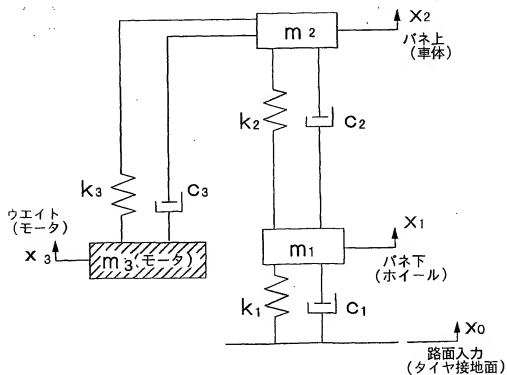 m2
X2
バネ上
(車体)
k2
C2
k3
C3
ウエイト
(モータ)
x3
m3(モータ)
m1
X1
バネ下
(ホイール)
k1
C1
X0
路面入力
(タイヤ接地面)